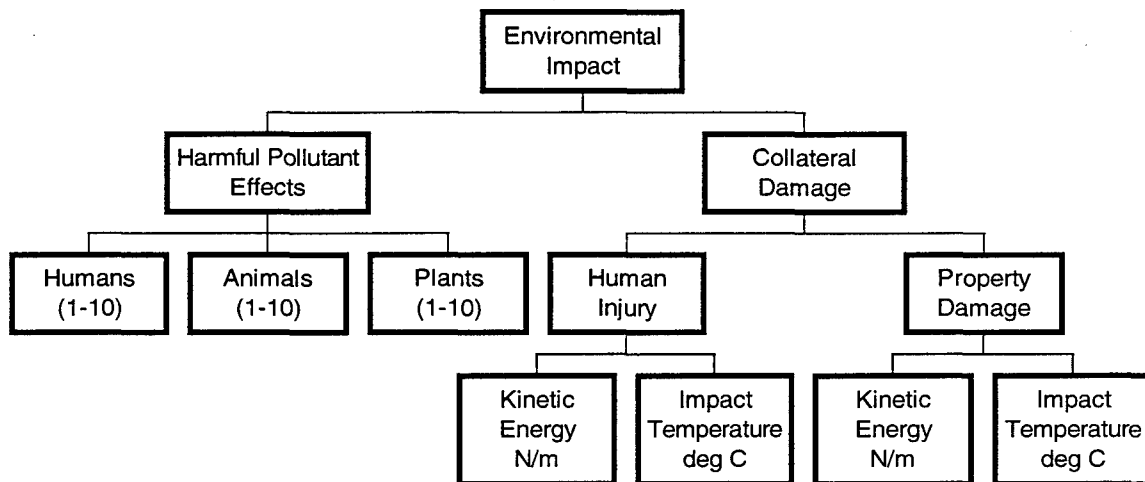 Environmental
Impact
Harmful Pollutant
Effects
Collateral
Damage
Humans
(1-10)
Animals
(1-10)
Plants
(1-10)
Human
Injury
Property
Damage
Kinetic
Energy
N/m
Impact
Temperature
deg C
Kinetic
Energy
N/m
Impact
Temperature
deg C